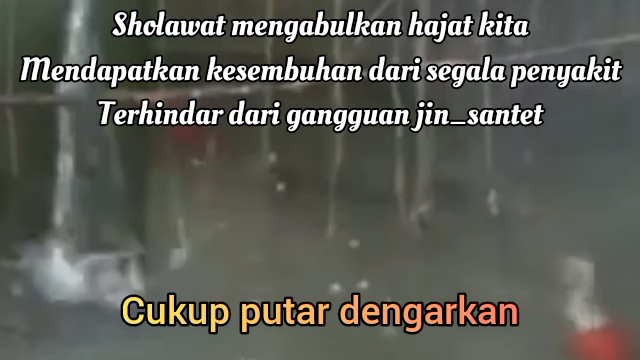 Sholawat mengabulkan hajat kita
Mendapatkan kesembuhan dari segala penyakit
Terhindar dari gangguan jin_santet
Cukup putar dengarkan